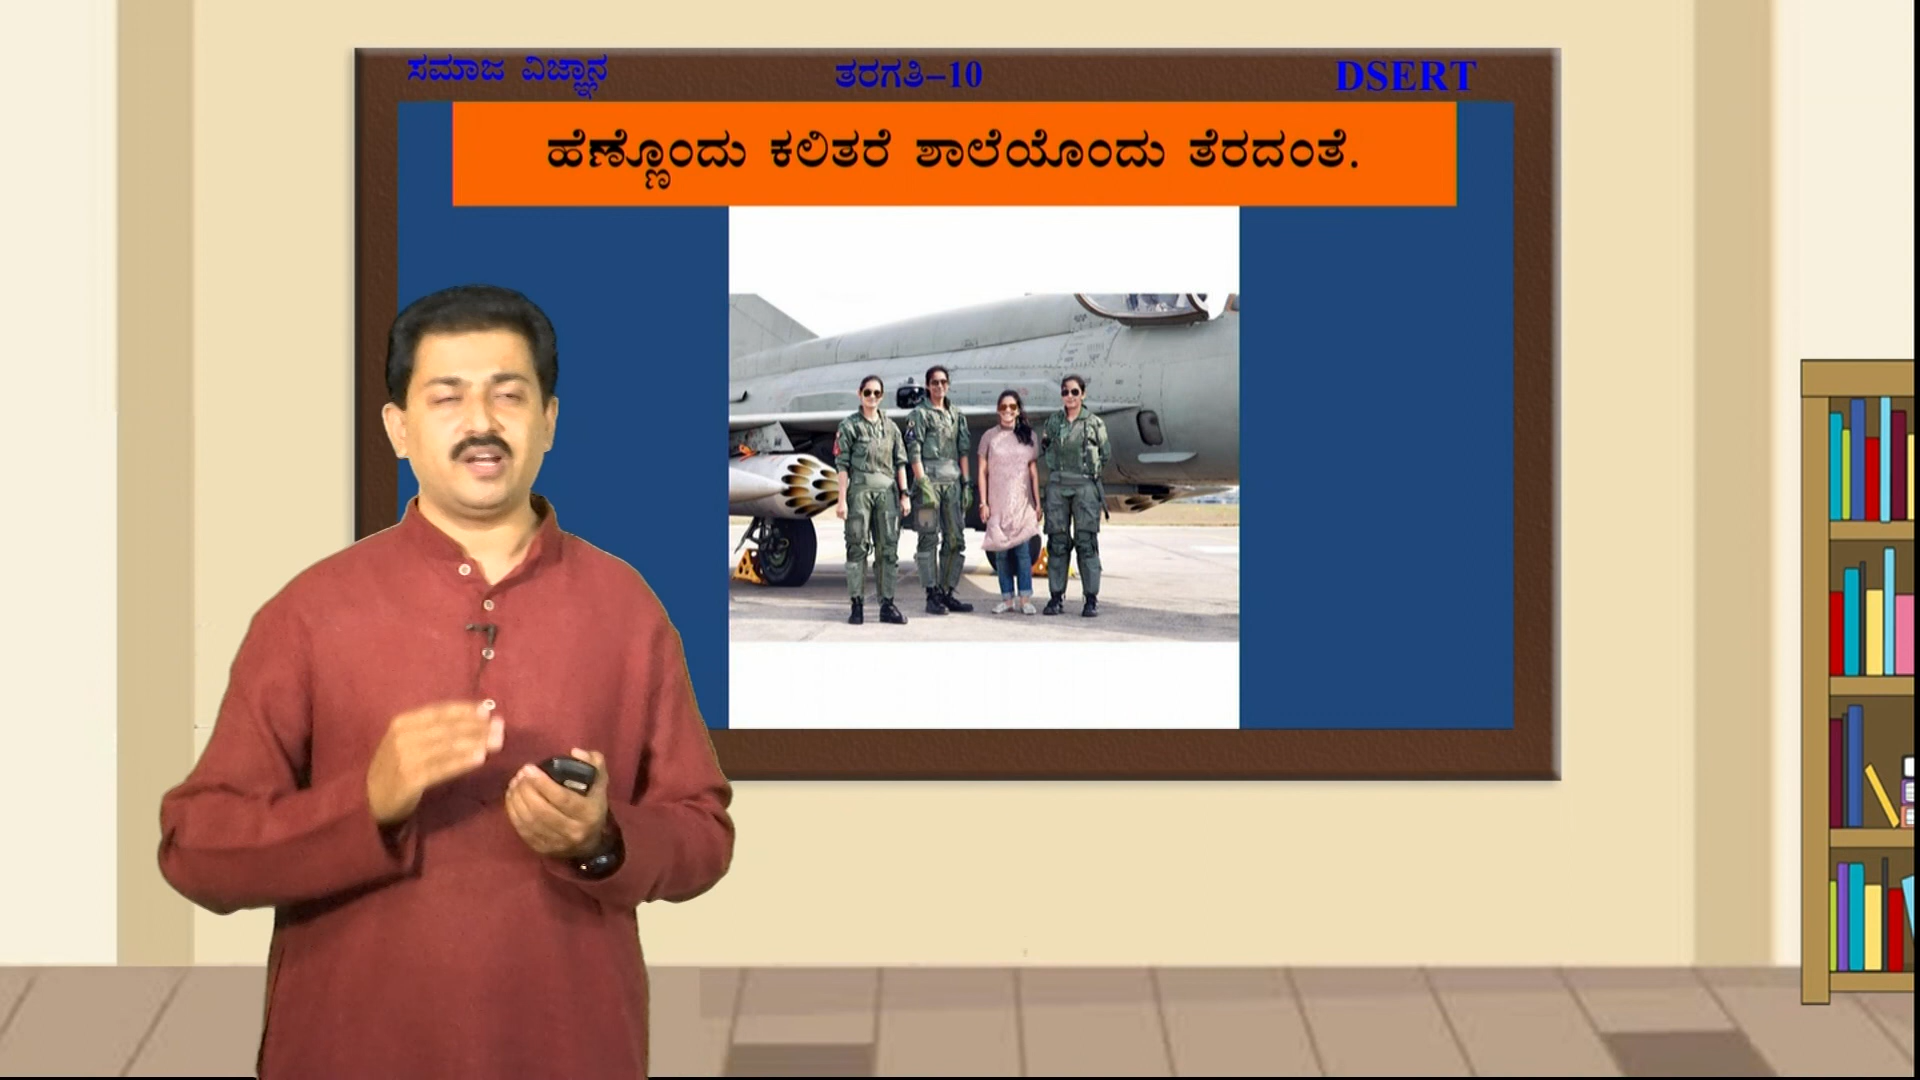 ಸಮಾಜ ವಿಜ್ಞಾನ ತರಗತಿ-10 DSERT
ಹೆಣ್ಣೊಂದು ಕಲಿತರೆ ಶಾಲೆಯೊಂದು ತೆರದಂತೆ.